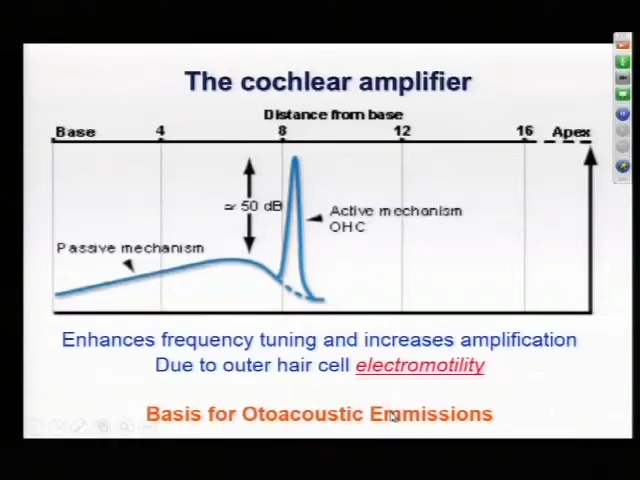 The cochlear amplifier
Distance from base
Base 4 8 12 16 Apex
≃ 50 dB
Active mechanism
OHC
Passive mechanism
Enhances frequency tuning and increases amplification
Due to outer hair cell electromotility
Basis for Otoacoustic Emmissions